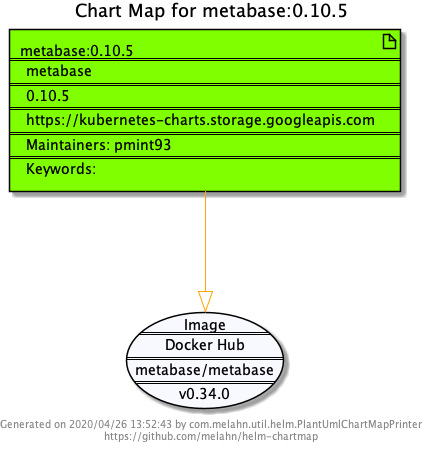 Chart Map for metabase:0.10.5
metabase:0.10.5
metabase
0.10.5
https://kubernetes-charts.storage.googleapis.com
Maintainers: pmint93
Keywords:
Image
Docker Hub
metabase/metabase
v0.34.0
Generated on 2020/04/26 13:52:43 by com.melahn.util.helm.PlantUmlChartMapPrinter
https://github.com/melahn/helm-chartmap